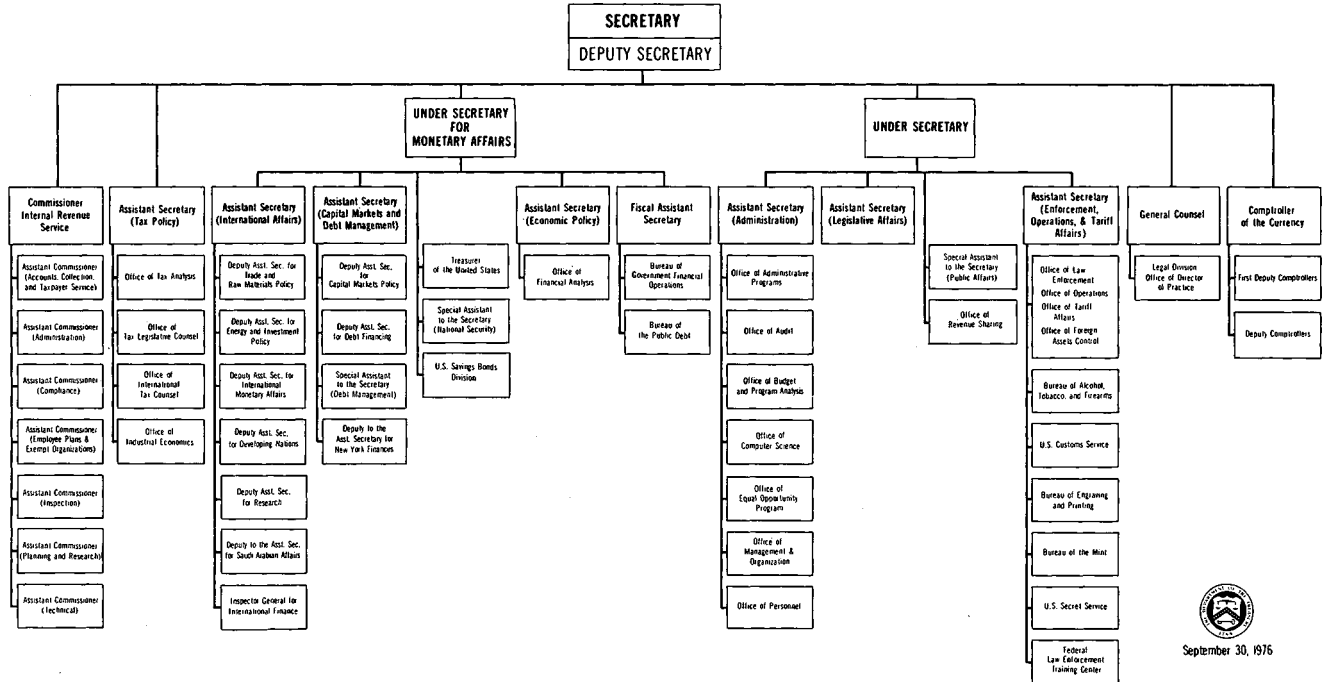 SECRETARY
DEPUTY SECRETARY
UNDER SECRETARY
FOR
MONETARY AFFAIRS
UNDER SECRETARY
Commissioner
Internal Revenue
Service
Assistant Commissioner
(Accounts, Collection,
and Taxpayer Service)
Assistant Commissioner
(Administration)
Assistant Commissioner
(Compliance)
Assistant Commissioner
(Employee Plans &
Exempt Organizations)
Assistant Commissioner
(Inspection)
Assistant Commissioner
(Planning and Research)
Assistant Commissioner
(Technical)
Assistant Secretary
(Tax Policy)
Office of Tax Analysis
Office of
Tax Legislative Counsel
Office of
International
Tax Counsel
Office of
Industrial Economics
Assistant Secretary
(International Affairs)
Deputy Asst. Sec. for
Trade and
Raw Materials Policy
Deputy Asst. Sec. for
Energy and Investment
Policy
Deputy Asst. Sec. for
International
Monetary Affairs
Deputy Asst. Sec.
for Developing Nations
Deputy Asst. Sec.
for Research
Deputy to the Asst. Sec.
for Saudi Arabian Affairs
Inspector General for
International Finance
Assistant Secretary
(Capital Markets and
Debt Management)
Deputy Asst. Sec.
for
Capital Markets Policy
Deputy Asst. Sec.
for Debt Financing
Special Assistant
to the Secretary
(Debt Management)
Deputy to the
Asst. Secretary for
New York Finances
Treasurer
of the United States
Special Assistant
to the Secretary
(National Security)
U.S. Savings Bonds
Division
Assistant Secretary
(Economic Policy)
Office of
Financial Analysis
Fiscal Assistant
Secretary
Bureau of
Government Financial
Operations
Bureau of
the Public Debt
Assistant Secretary
(Administration)
Office of Administrative
Programs
Office of Audit
Office of Budget
and Program Analysis
Office of
Computer Science
Office of
Equal Opportunity
Program
Office of
Management &
Organization
Office of Personnel
Assistant Secretary
(Legislative Affairs)
Special Assistant
to the Secretary
(Public Affairs)
Office of
Revenue Sharing
Assistant Secretary
(Enforcement,
Operations, & Tariff
Affairs)
Office of Law
Enforcement
Office of Operations
Office of Tariff
Affairs
Office of Foreign
Assets Control
Bureau of Alcohol,
Tobacco, and Firearms
U.S. Customs Service
Bureau of Engraving
and Printing
Bureau of the Mint
U.S. Secret Service
Federal
Law Enforcement
Training Center
General Counsel
Legal Division
Office of Director
of Practice
Comptroller
of the Currency
First Deputy Comptrollers
Deputy Comptrollers
THE DEPARTMENT OF THE TREASURY
1789
September 30, 1976